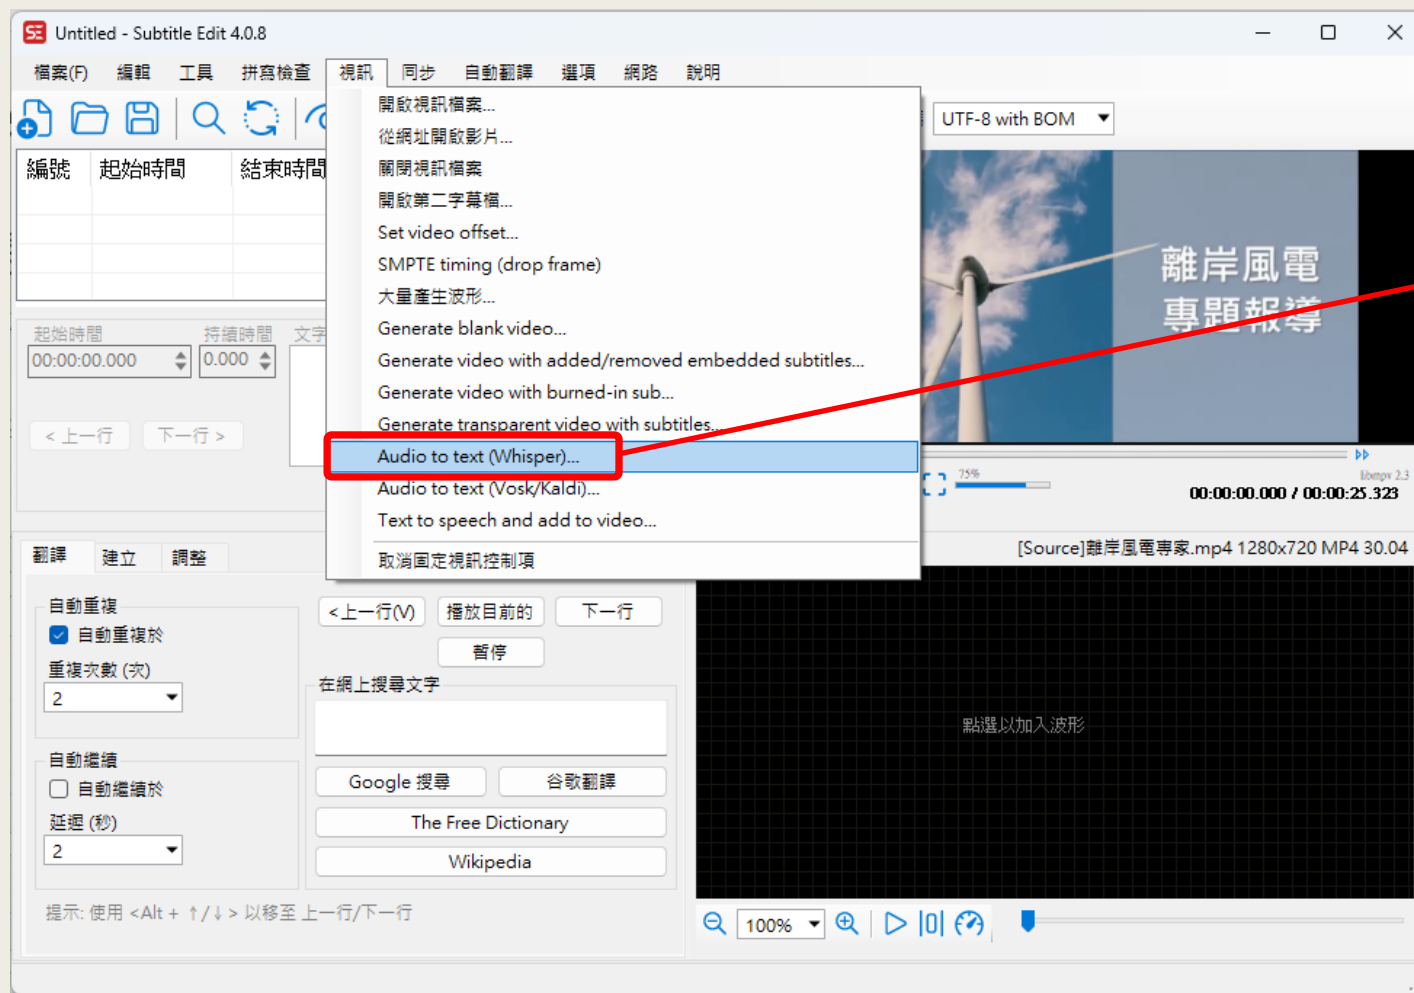 Untitled - Subtitle Edit 4.0.8
檔案(F) 編輯 工具 拼寫檢查 視訊 同步 自動翻譯 選項 網路 說明
UTF-8 with BOM
編號 起始時間 結束時間
開啟視訊檔案...
從網址開啟影片...
關閉視訊檔案
開啟第二字幕檔...
Set video offset...
SMPTE timing (drop frame)
大量產生波形...
Generate blank video...
Generate video with added/removed embedded subtitles...
Generate video with burned-in sub...
Generate transparent video with subtitles...
Audio to text (Whisper)...
Audio to text (Vosk/Kaldi)...
Text to speech and add to video...
取消固定視訊控制項
離岸風電
專題報導
起始時間 持續時間 文字
00:00:00.000 0.000
< 上一行 下一行 >
75%
libmpv 2.3
00:00:00.000 / 00:00:25.323
[Source]離岸風電專家.mp4 1280x720 MP4 30.04
翻譯 建立 調整
自動重複
自動重複於
重複次數 (次)
2
自動繼續
自動繼續於
延遲 (秒)
2
<上一行(V) 播放目前的 下一行
暫停
在網上搜尋文字
Google 搜尋 谷歌翻譯
The Free Dictionary
Wikipedia
提示: 使用 <Alt + ↑/↓> 以移至 上一行/下一行
點選以加入波形
100%